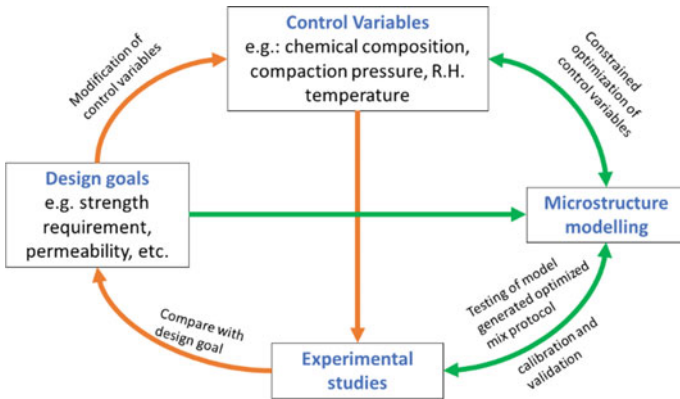 Control Variables
e.g.: chemical composition,
compaction pressure, R.H.
temperature
Modification of
control variables
Constrained
optimization of
control variables
Design goals
e.g. strength
requirement,
permeability, etc.
Microstructure
modelling
Compare with
design goal
Testing of model
generated optimized
mix protocol
calibration and
validation
Experimental
studies